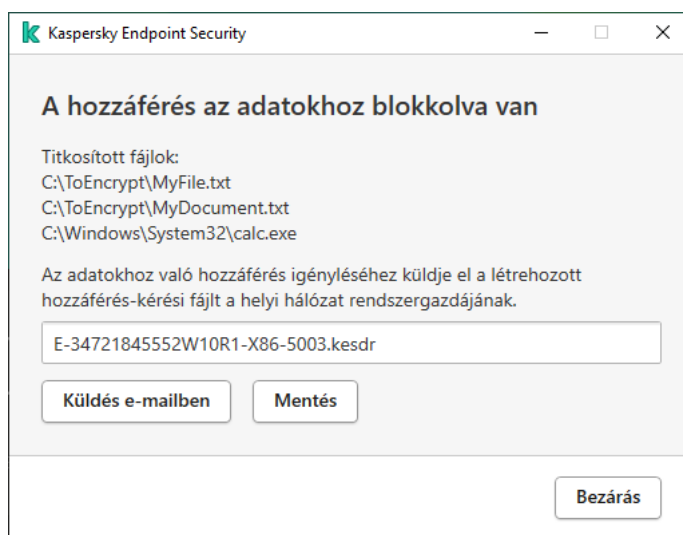 Kaspersky Endpoint Security
A hozzáférés az adatokhoz blokkolva van
Titkosított fájlok:
C:\ToEncrypt\MyFile.txt
C:\ToEncrypt\MyDocument.txt
C:\Windows\System32\calc.exe
Az adatokhoz való hozzáférés igényléséhez küldje el a létrehozott
hozzáférés-kérési fájlt a helyi hálózat rendszergazdájának.
E-34721845552W10R1-X86-5003.kesdr
Küldés e-mailben Mentés
Bezárás